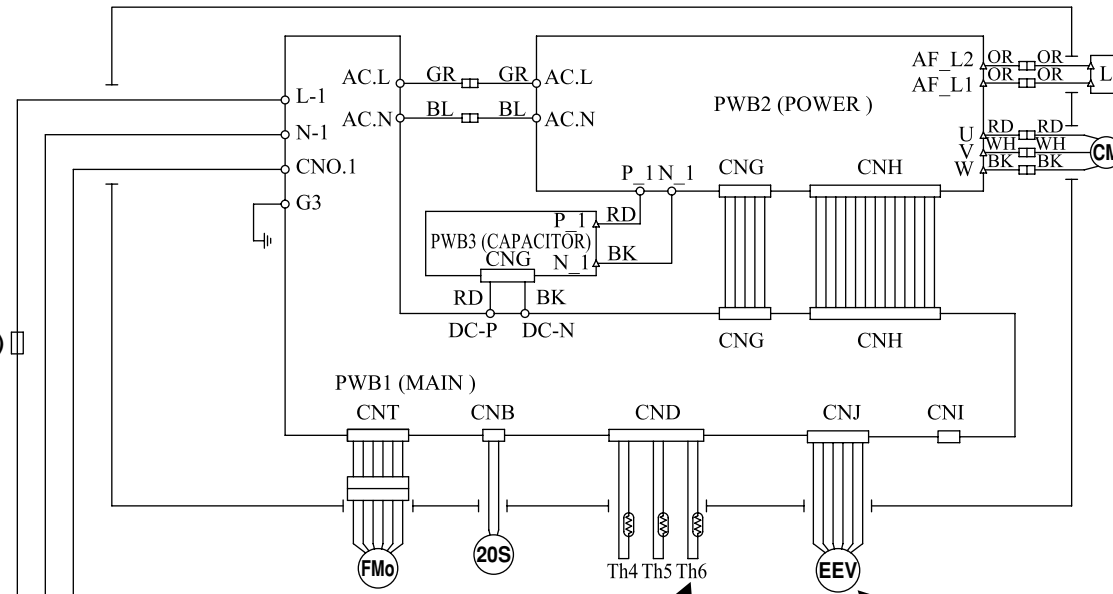 AF_L2 OR OR
AC.L GR GR AC.L
AF_L1 OR OR L
L-1
PWB2 (POWER )
AC.N BL BL AC.N
N-1
U RD RD
V WH WH CM
W BK BK
CNO.1
P_1 N_1 CNG CNH
G3
P_1 RD
PWB3 (CAPACITOR)
CNG N_1 BK
RD BK
DC-P DC-N
CNG CNH
)
PWB1 (MAIN )
CNT CNB CND CNJ CNI
20S
FMo Th4 Th5 Th6 EEV